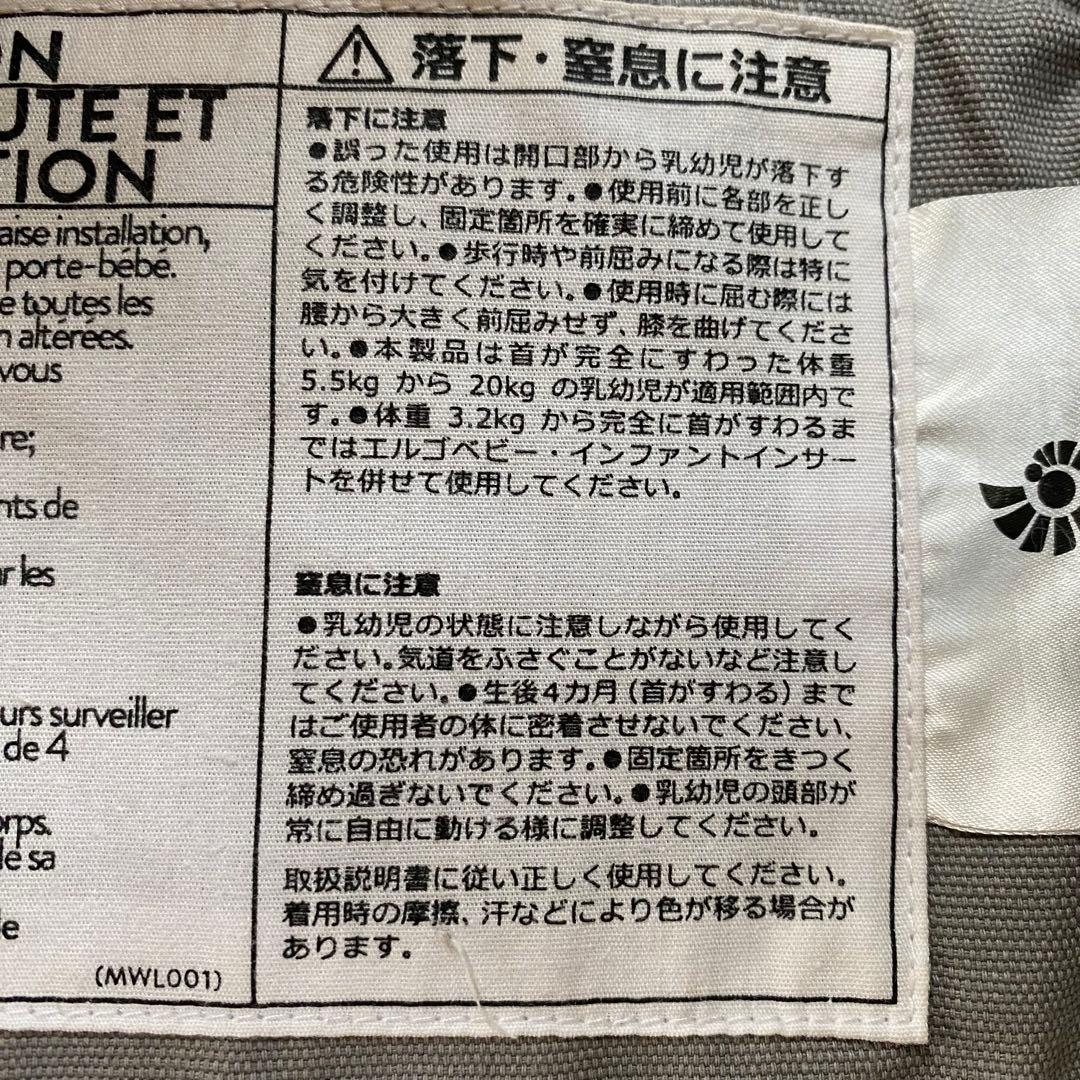 ON
UTE ET
TION
aise installation,
porte-bébé.
e toutes les
n altérées.
vous
re;
nts de
ur les
urs surveiller
de 4
orps.
de sa
e
(MWL001)
⚠ 落下・窒息に注意
落下に注意
●誤った使用は開口部から乳幼児が落下す
る危険性があります。●使用前に各部を正し
く調整し、固定箇所を確実に締めて使用して
ください。●歩行時や前屈みになる際は特に
気を付けてください。●使用時に屈む際には
腰から大きく前屈みせず、膝を曲げてくださ
い。●本製品は首が完全にすわった体重
5.5kg から 20kg の乳幼児が適用範囲内で
す。●体重 3.2kg から完全に首がすわるま
ではエルゴベビー・インファントインサー
トを併せて使用してください。
窒息に注意
●乳幼児の状態に注意しながら使用してく
ださい。気道をふさぐことがないなど注意し
てください。●生後4カ月（首がすわる）まで
はご使用者の体に密着させないでください、
窒息の恐れがあります。●固定箇所をきつく
締め過ぎないでください。●乳幼児の頭部が
常に自由に動ける様に調整してください。
取扱説明書に従い正しく使用してください。
着用時の摩擦、汗などにより色が移る場合が
あります。